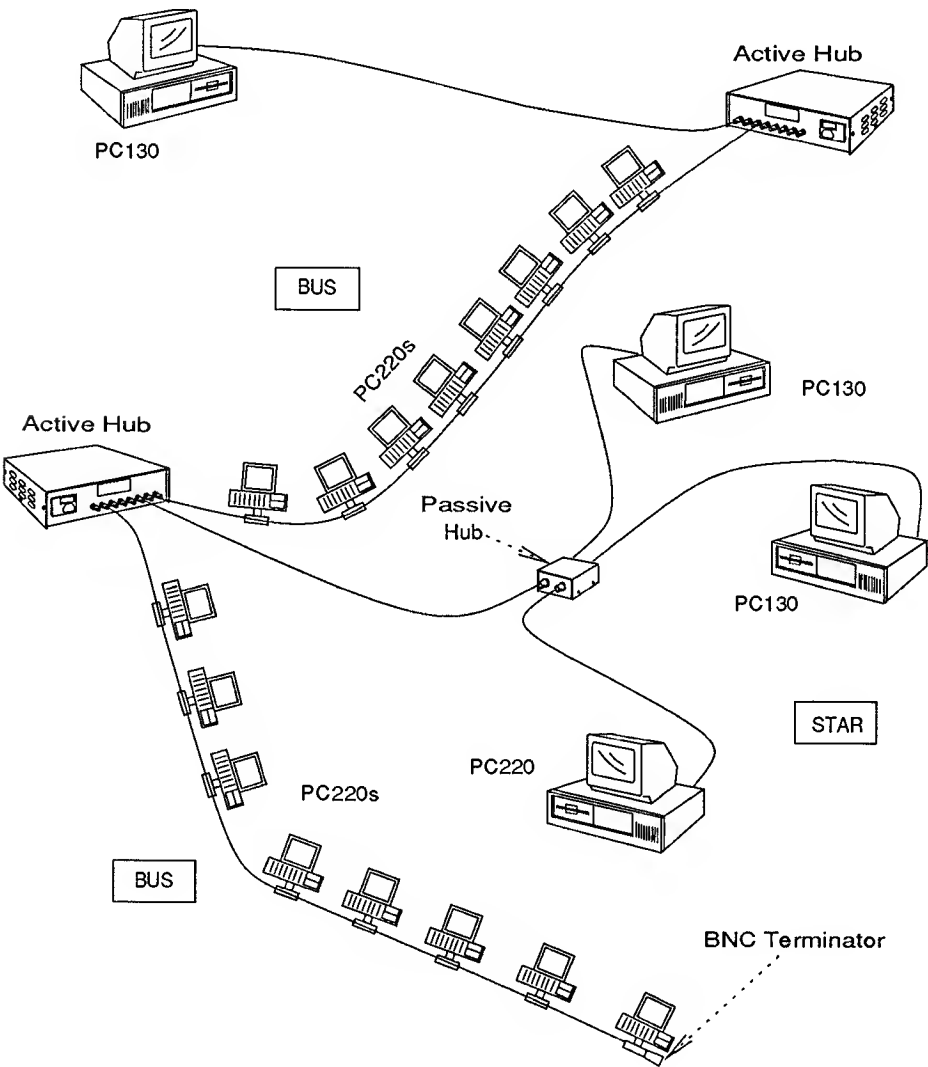 Active Hub
PC130
BUS
PC220s
PC130
Active Hub
Passive
Hub
PC130
STAR
PC220
PC220s
BUS
BNC Terminator